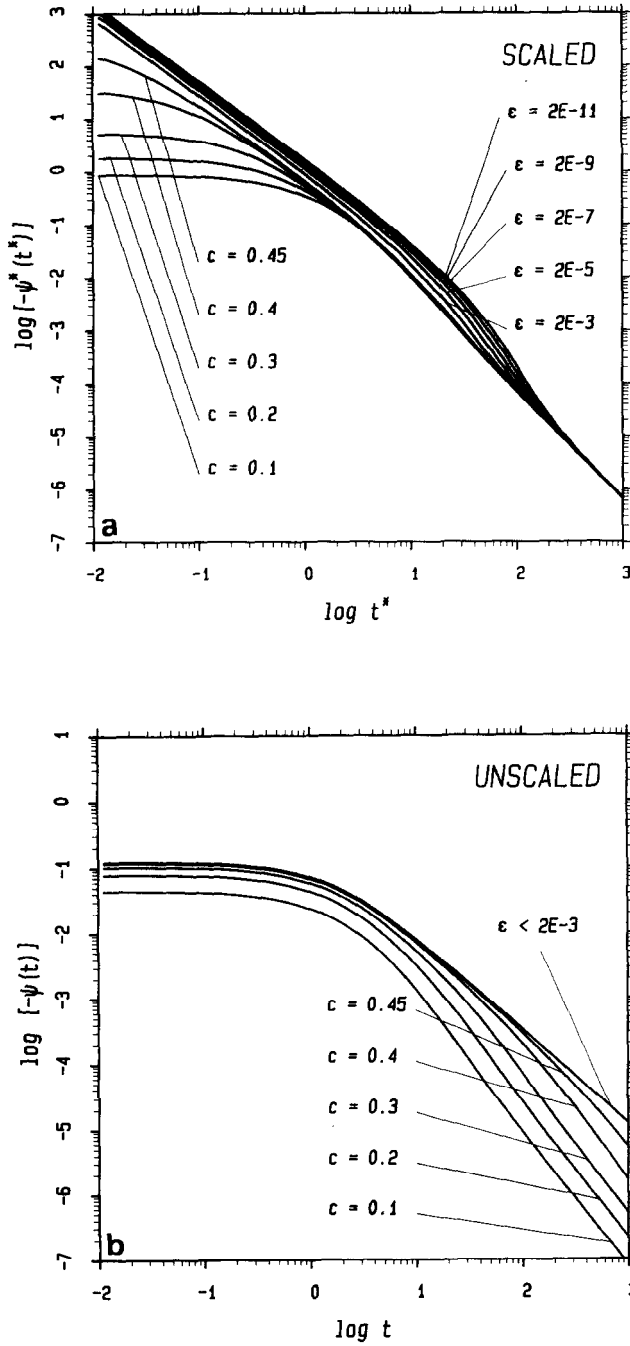 SCALED
3
2
1
0
-1
-2
-3
-4
-5
-6
-7
log [-ψ*(t*)]
ε = 2E-11
ε = 2E-9
ε = 2E-7
ε = 2E-5
ε = 2E-3
c = 0.45
c = 0.4
c = 0.3
c = 0.2
c = 0.1
a
-2 -1 0 1 2 3
log t*
UNSCALED
1
0
-1
-2
-3
-4
-5
-6
-7
log [-ψ(t)]
ε < 2E-3
c = 0.45
c = 0.4
c = 0.3
c = 0.2
c = 0.1
b
-2 -1 0 1 2 3
log t